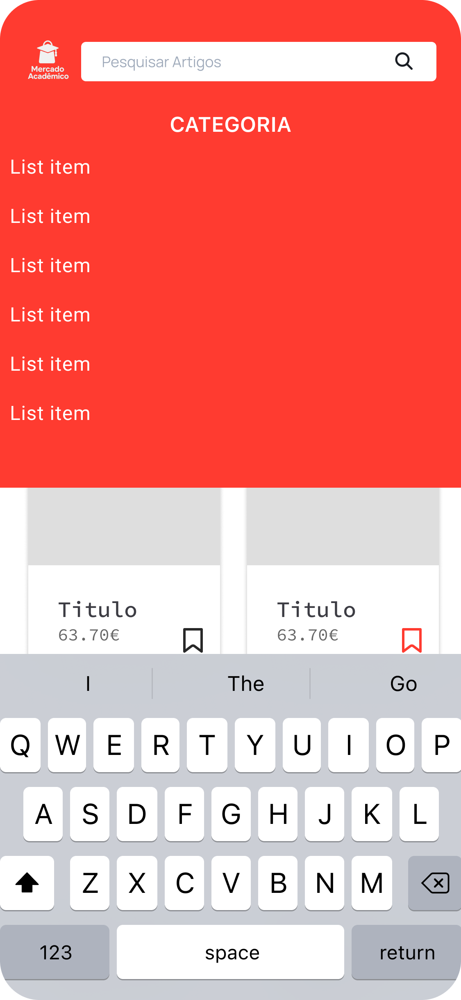 Mercado
Acadêmico
Pesquisar Artigos
CATEGORIA
List item
List item
List item
List item
List item
List item
Titulo
63.70€
Titulo
63.70€
I The Go
Q W E R T Y U I O P
A S D F G H J K L
Z X C V B N M
123 space return